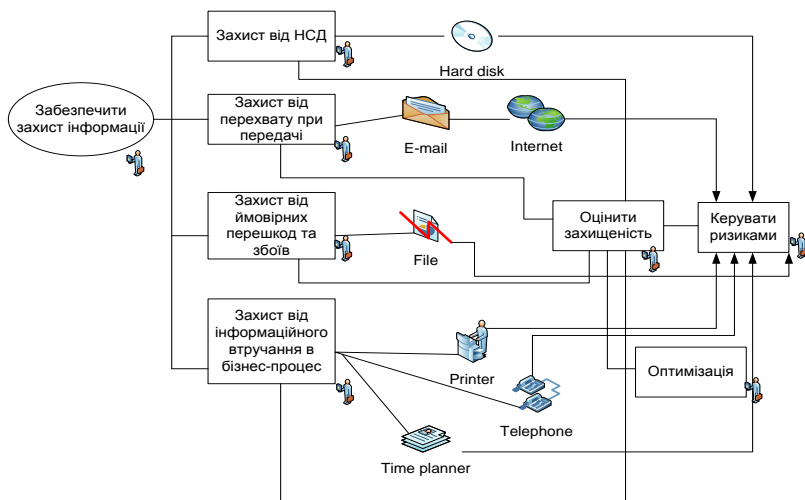 Забезпечити
захист інформації
Захист від НСД
Hard disk
Захист від
перехвату при
передачі
E-mail
Internet
Захист від
ймовірних
перешкод та
збоїв
File
Оцінити
захищеність
Керувати
ризиками
Захист від
інформаційного
втручання в
бізнес-процес
Printer
Telephone
Time planner
Оптимізація